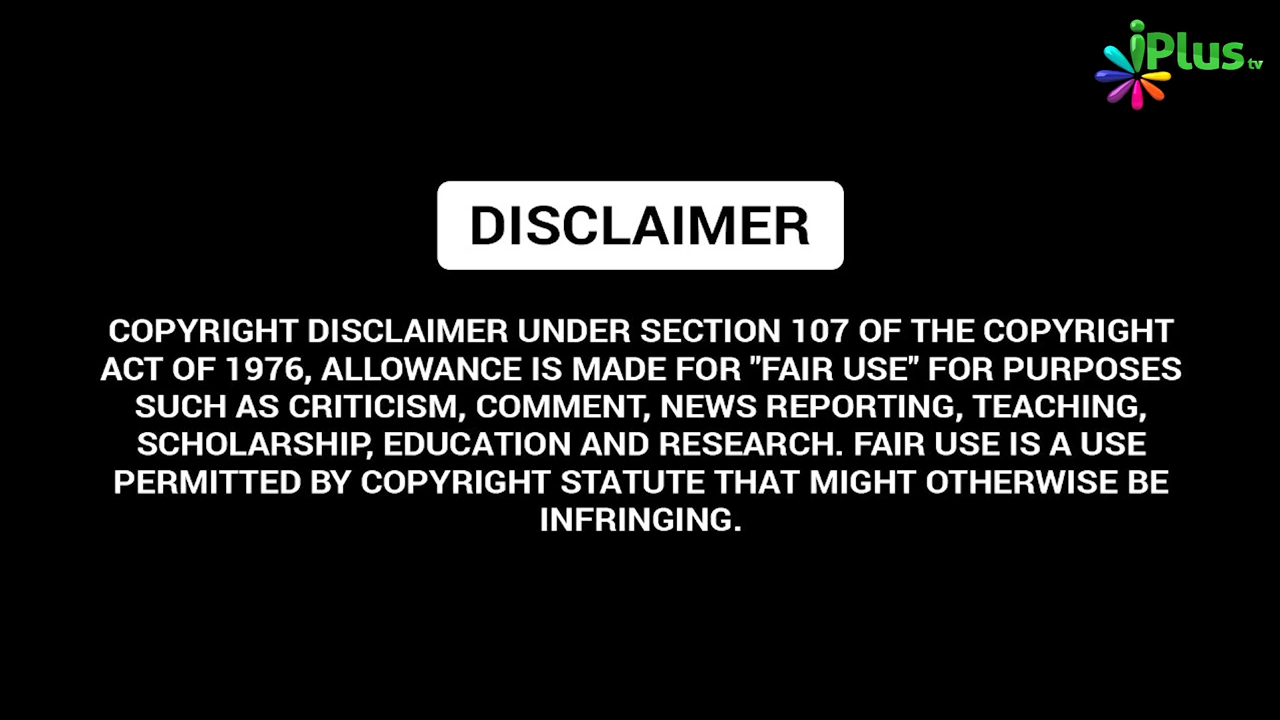 iPlus tv
DISCLAIMER
COPYRIGHT DISCLAIMER UNDER SECTION 107 OF THE COPYRIGHT
ACT OF 1976, ALLOWANCE IS MADE FOR "FAIR USE" FOR PURPOSES
SUCH AS CRITICISM, COMMENT, NEWS REPORTING, TEACHING,
SCHOLARSHIP, EDUCATION AND RESEARCH. FAIR USE IS A USE
PERMITTED BY COPYRIGHT STATUTE THAT MIGHT OTHERWISE BE
INFRINGING.